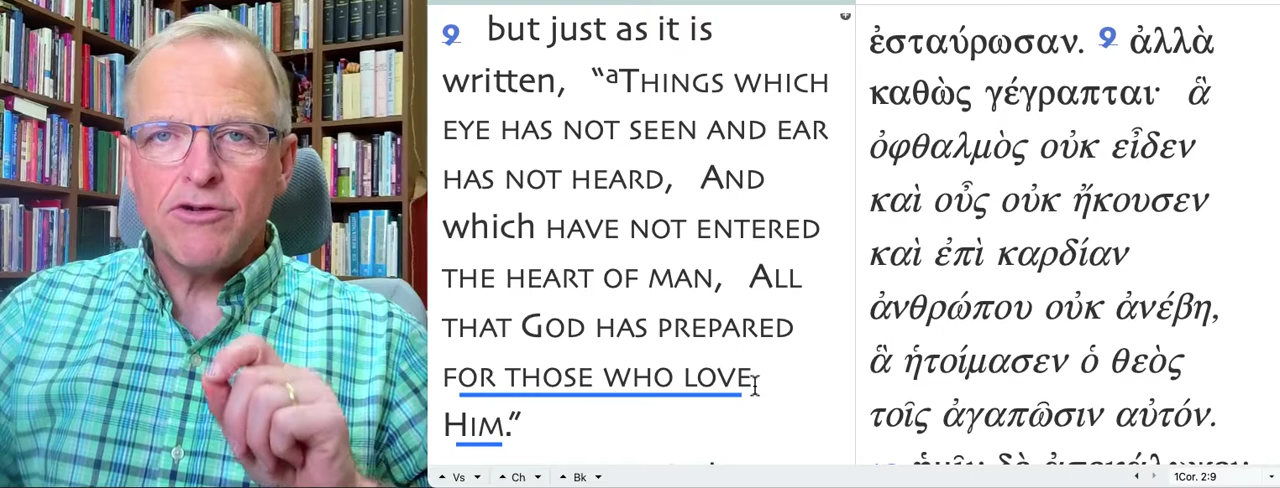 9 but just as it is
written, “aTHINGS WHICH
EYE HAS NOT SEEN AND EAR
HAS NOT HEARD, AND
which HAVE NOT ENTERED
THE HEART OF MAN, ALL
THAT GOD HAS PREPARED
FOR THOSE WHO LOVE
HIM.”
ἐσταύρωσαν. 9 ἀλλὰ
καθὼς γέγραπται· ἃ
ὀφθαλμὸς οὐκ εἶδεν
καὶ οὖς οὐκ ἤκουσεν
καὶ ἐπὶ καρδίαν
ἀνθρώπου οὐκ ἀνέβη,
ἃ ἡτοίμασεν ὁ θεὸς
τοῖς ἀγαπῶσιν αὐτόν.
Vs Ch Bk 1Cor. 2:9